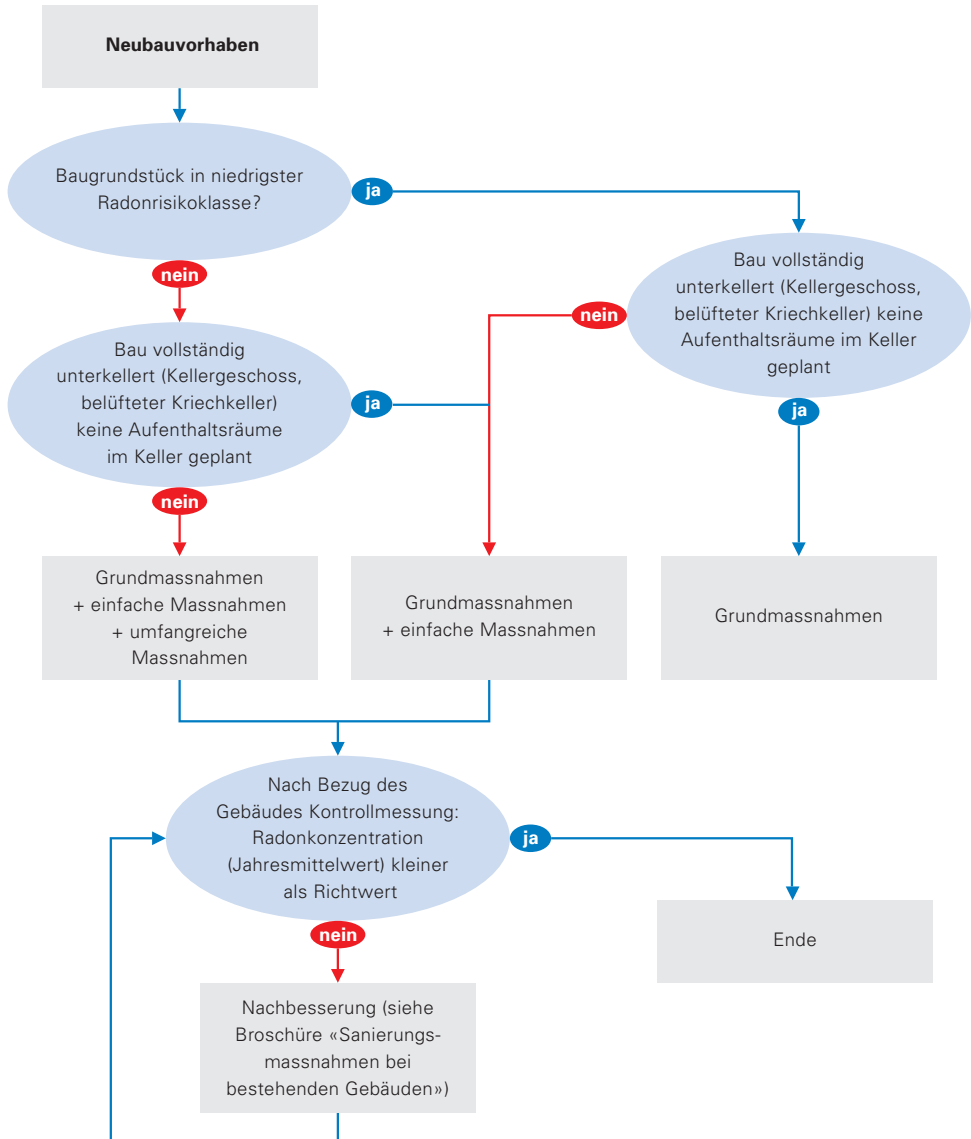 Neubauvorhaben
Baugrundstück in niedrigster
Radonrisikoklasse?
ja
nein
Bau vollständig
unterkellert (Kellergeschoss,
belüfteter Kriechkeller) keine
Aufenthaltsräume im Keller
geplant
nein
ja
Bau vollständig
unterkellert (Kellergeschoss,
belüfteter Kriechkeller)
keine Aufenthaltsräume
im Keller geplant
ja
nein
Grundmassnahmen
+ einfache Massnahmen
+ umfangreiche
Massnahmen
Grundmassnahmen
+ einfache Massnahmen
Grundmassnahmen
Nach Bezug des
Gebäudes Kontrollmessung:
Radonkonzentration
(Jahresmittelwert) kleiner
als Richtwert
ja
nein
Ende
Nachbesserung (siehe
Broschüre «Sanierungs-
massnahmen bei
bestehenden Gebäuden»)